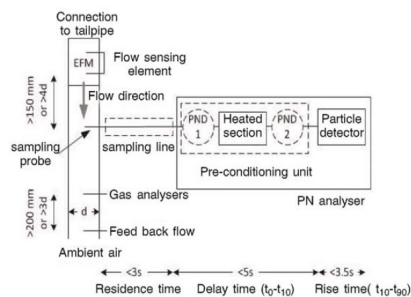 Connection
to tailpipe
EFM
Flow sensing
element
Flow direction
>150 mm
or >4d
sampling
probe
sampling line
PND
1
Heated
section
PND
2
Particle
detector
Pre-conditioning unit
PN analyser
Gas analysers
>200 mm
or >3d
d
Feed back flow
Ambient air
<3s
<5s
<3.5s
Residence time
Delay time (t₀-t₁₀)
Rise time( t₁₀-t₉₀)